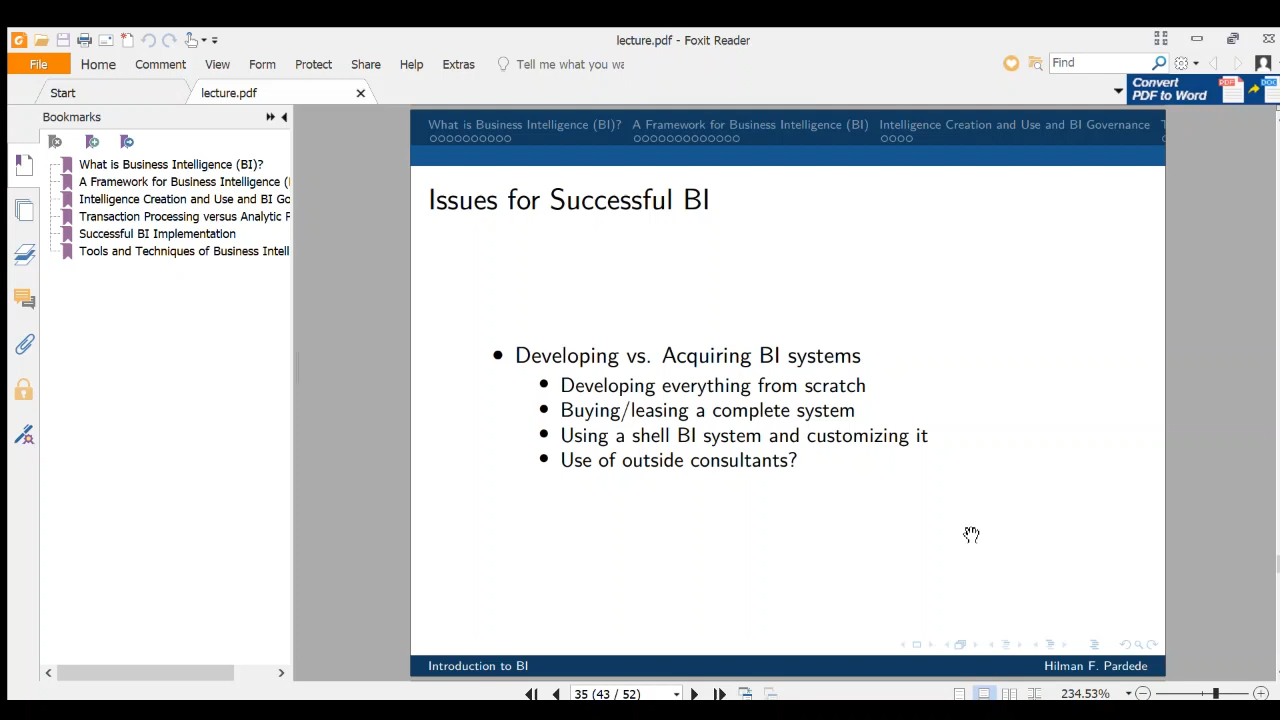 lecture.pdf - Foxit Reader
File Home Comment View Form Protect Share Help Extras Tell me what you wa Find
Start lecture.pdf
Convert
PDF to Word
PDF DOC
Bookmarks
What is Business Intelligence (BI)?
A Framework for Business Intelligence (
Intelligence Creation and Use and BI Go
Transaction Processing versus Analytic P
Successful BI Implementation
Tools and Techniques of Business Intell
What is Business Intelligence (BI)? A Framework for Business Intelligence (BI) Intelligence Creation and Use and BI Governance T
Issues for Successful BI
• Developing vs. Acquiring BI systems
• Developing everything from scratch
• Buying/leasing a complete system
• Using a shell BI system and customizing it
• Use of outside consultants?
Introduction to BI Hilman F. Pardede
35 (43 / 52) 234.53%